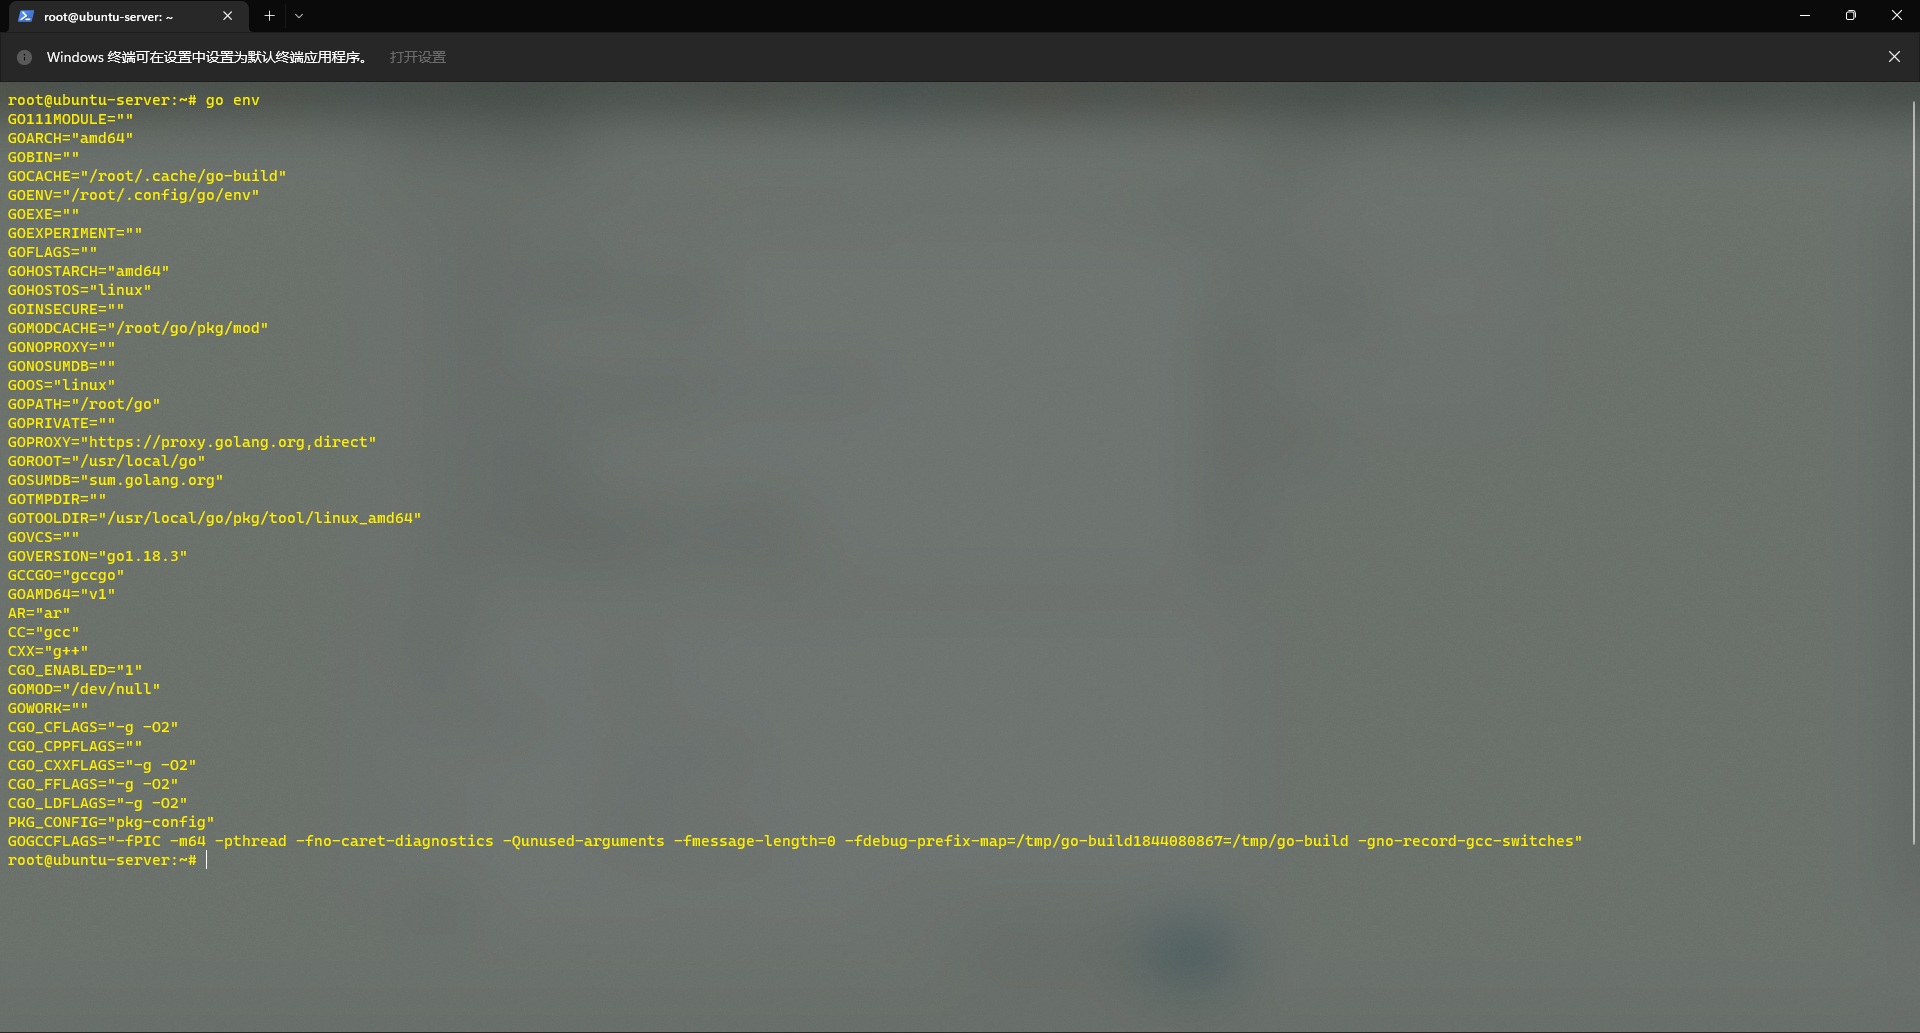 root@ubuntu-server: ~
Windows 终端可在设置中设置为默认终端应用程序。 打开设置
root@ubuntu-server:~# go env
GO111MODULE=""
GOARCH="amd64"
GOBIN=""
GOCACHE="/root/.cache/go-build"
GOENV="/root/.config/go/env"
GOEXE=""
GOEXPERIMENT=""
GOFLAGS=""
GOHOSTARCH="amd64"
GOHOSTOS="linux"
GOINSECURE=""
GOMODCACHE="/root/go/pkg/mod"
GONOPROXY=""
GONOSUMDB=""
GOOS="linux"
GOPATH="/root/go"
GOPRIVATE=""
GOPROXY="https://proxy.golang.org,direct"
GOROOT="/usr/local/go"
GOSUMDB="sum.golang.org"
GOTMPDIR=""
GOTOOLDIR="/usr/local/go/pkg/tool/linux_amd64"
GOVCS=""
GOVERSION="go1.18.3"
GCCGO="gccgo"
GOAMD64="v1"
AR="ar"
CC="gcc"
CXX="g++"
CGO_ENABLED="1"
GOMOD="/dev/null"
GOWORK=""
CGO_CFLAGS="-g -O2"
CGO_CPPFLAGS=""
CGO_CXXFLAGS="-g -O2"
CGO_FFLAGS="-g -O2"
CGO_LDFLAGS="-g -O2"
PKG_CONFIG="pkg-config"
GOGCCFLAGS="-fPIC -m64 -pthread -fno-caret-diagnostics -Qunused-arguments -fmessage-length=0 -fdebug-prefix-map=/tmp/go-build1844080867=/tmp/go-build -gno-record-gcc-switches"
root@ubuntu-server:~#